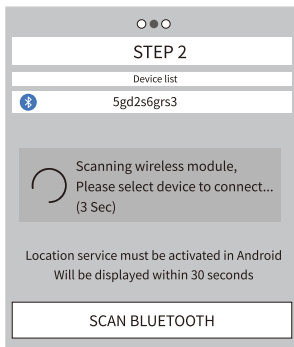 STEP 2
Device list
5gd2s6grs3
Scanning wireless module,
Please select device to connect...
(3 Sec)
Location service must be activated in Android
Will be displayed within 30 seconds
SCAN BLUETOOTH